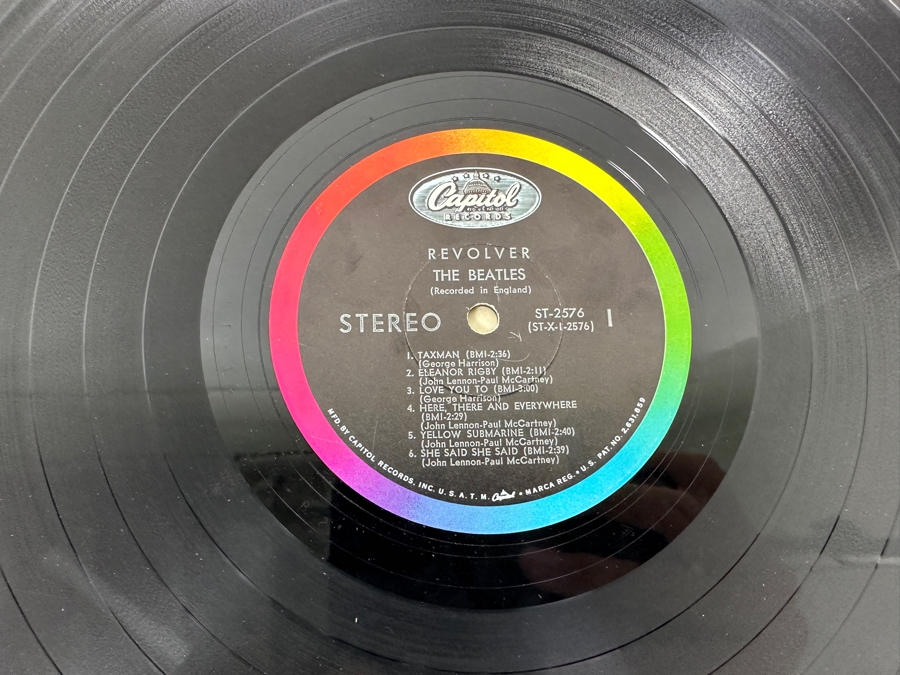 Capitol
RECORDS
REVOLVER
THE BEATLES
(Recorded in England)
STEREO
ST-2576
(ST-X-1-2576)
1
1. TAXMAN (BMI-2:36)
(George Harrison)
2. ELEANOR RIGBY (BMI-2:11)
(John Lennon-Paul McCartney)
3. LOVE YOU TO (BMI-3:00)
(George Harrison)
4. HERE, THERE AND EVERYWHERE
(BMI-2:29)
(John Lennon-Paul McCartney)
5. YELLOW SUBMARINE (BMI-2:40)
(John Lennon-Paul McCartney)
6. SHE SAID SHE SAID (BMI-2:39)
(John Lennon-Paul McCartney)
MFD. BY CAPITOL RECORDS, INC. U. S. A. T. M. Capitol • MARCA REG. • U. S. PAT. NO. 2,631,859